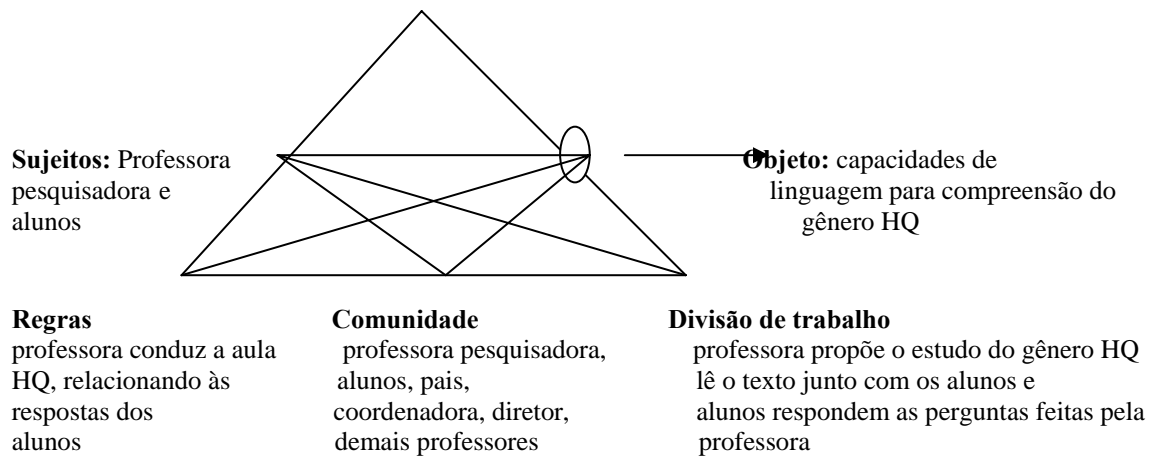 Sujeitos: Professora
pesquisadora e
alunos
Objeto: capacidades de
linguagem para compreensão do
gênero HQ
Regras
professora conduz a aula
HQ, relacionando às
respostas dos
alunos
Comunidade
professora pesquisadora,
alunos, pais,
coordenadora, diretor,
demais professores
Divisão de trabalho
professora propõe o estudo do gênero HQ
lê o texto junto com os alunos e
alunos respondem as perguntas feitas pela
professora